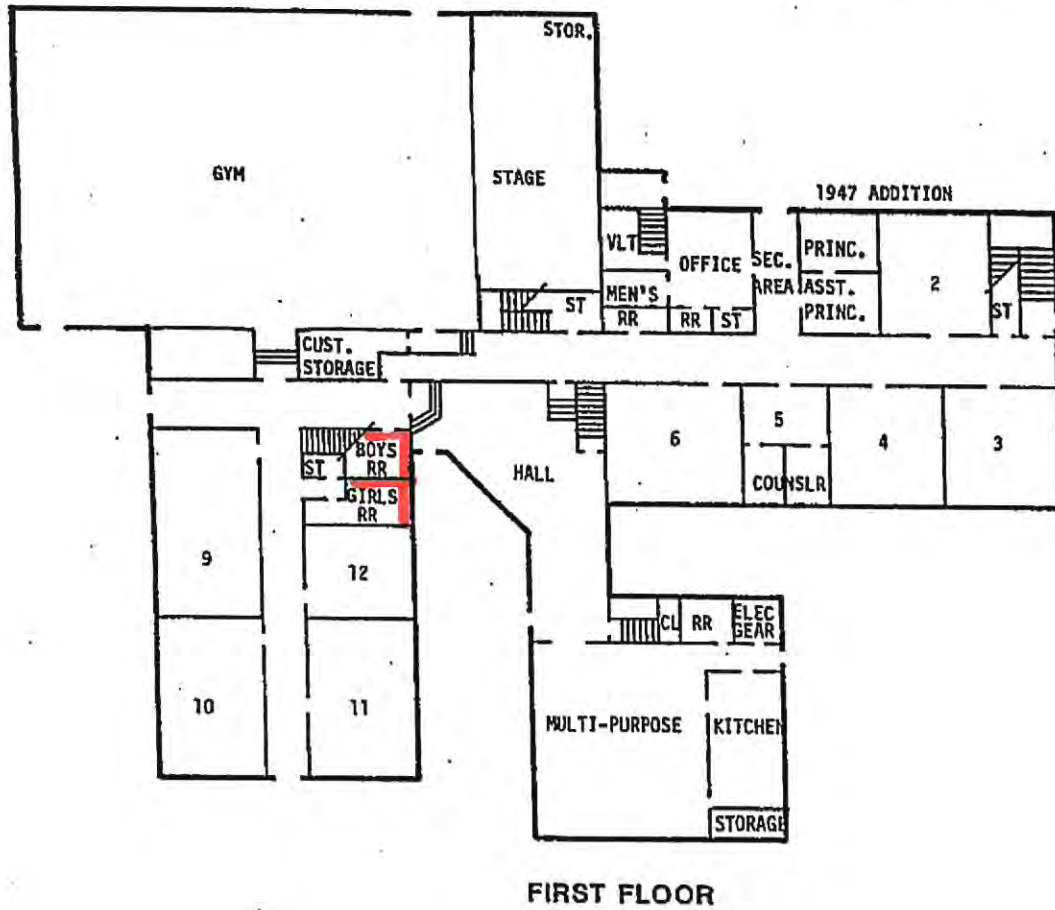 STOR.
GYM
STAGE
1947 ADDITION
VLT
OFFICE
SEC.
AREA
PRINC.
ASST.
PRINC.
2
MEN'S
RR
RR
ST
ST
ST
CUST.
STORAGE
BOYS
RR
ST
GIRLS
RR
HALL
6
5
COUNSLR
4
3
9
12
10
11
CL
RR
ELEC
GEAR
MULTI-PURPOSE
KITCHEN
STORAGE
FIRST FLOOR